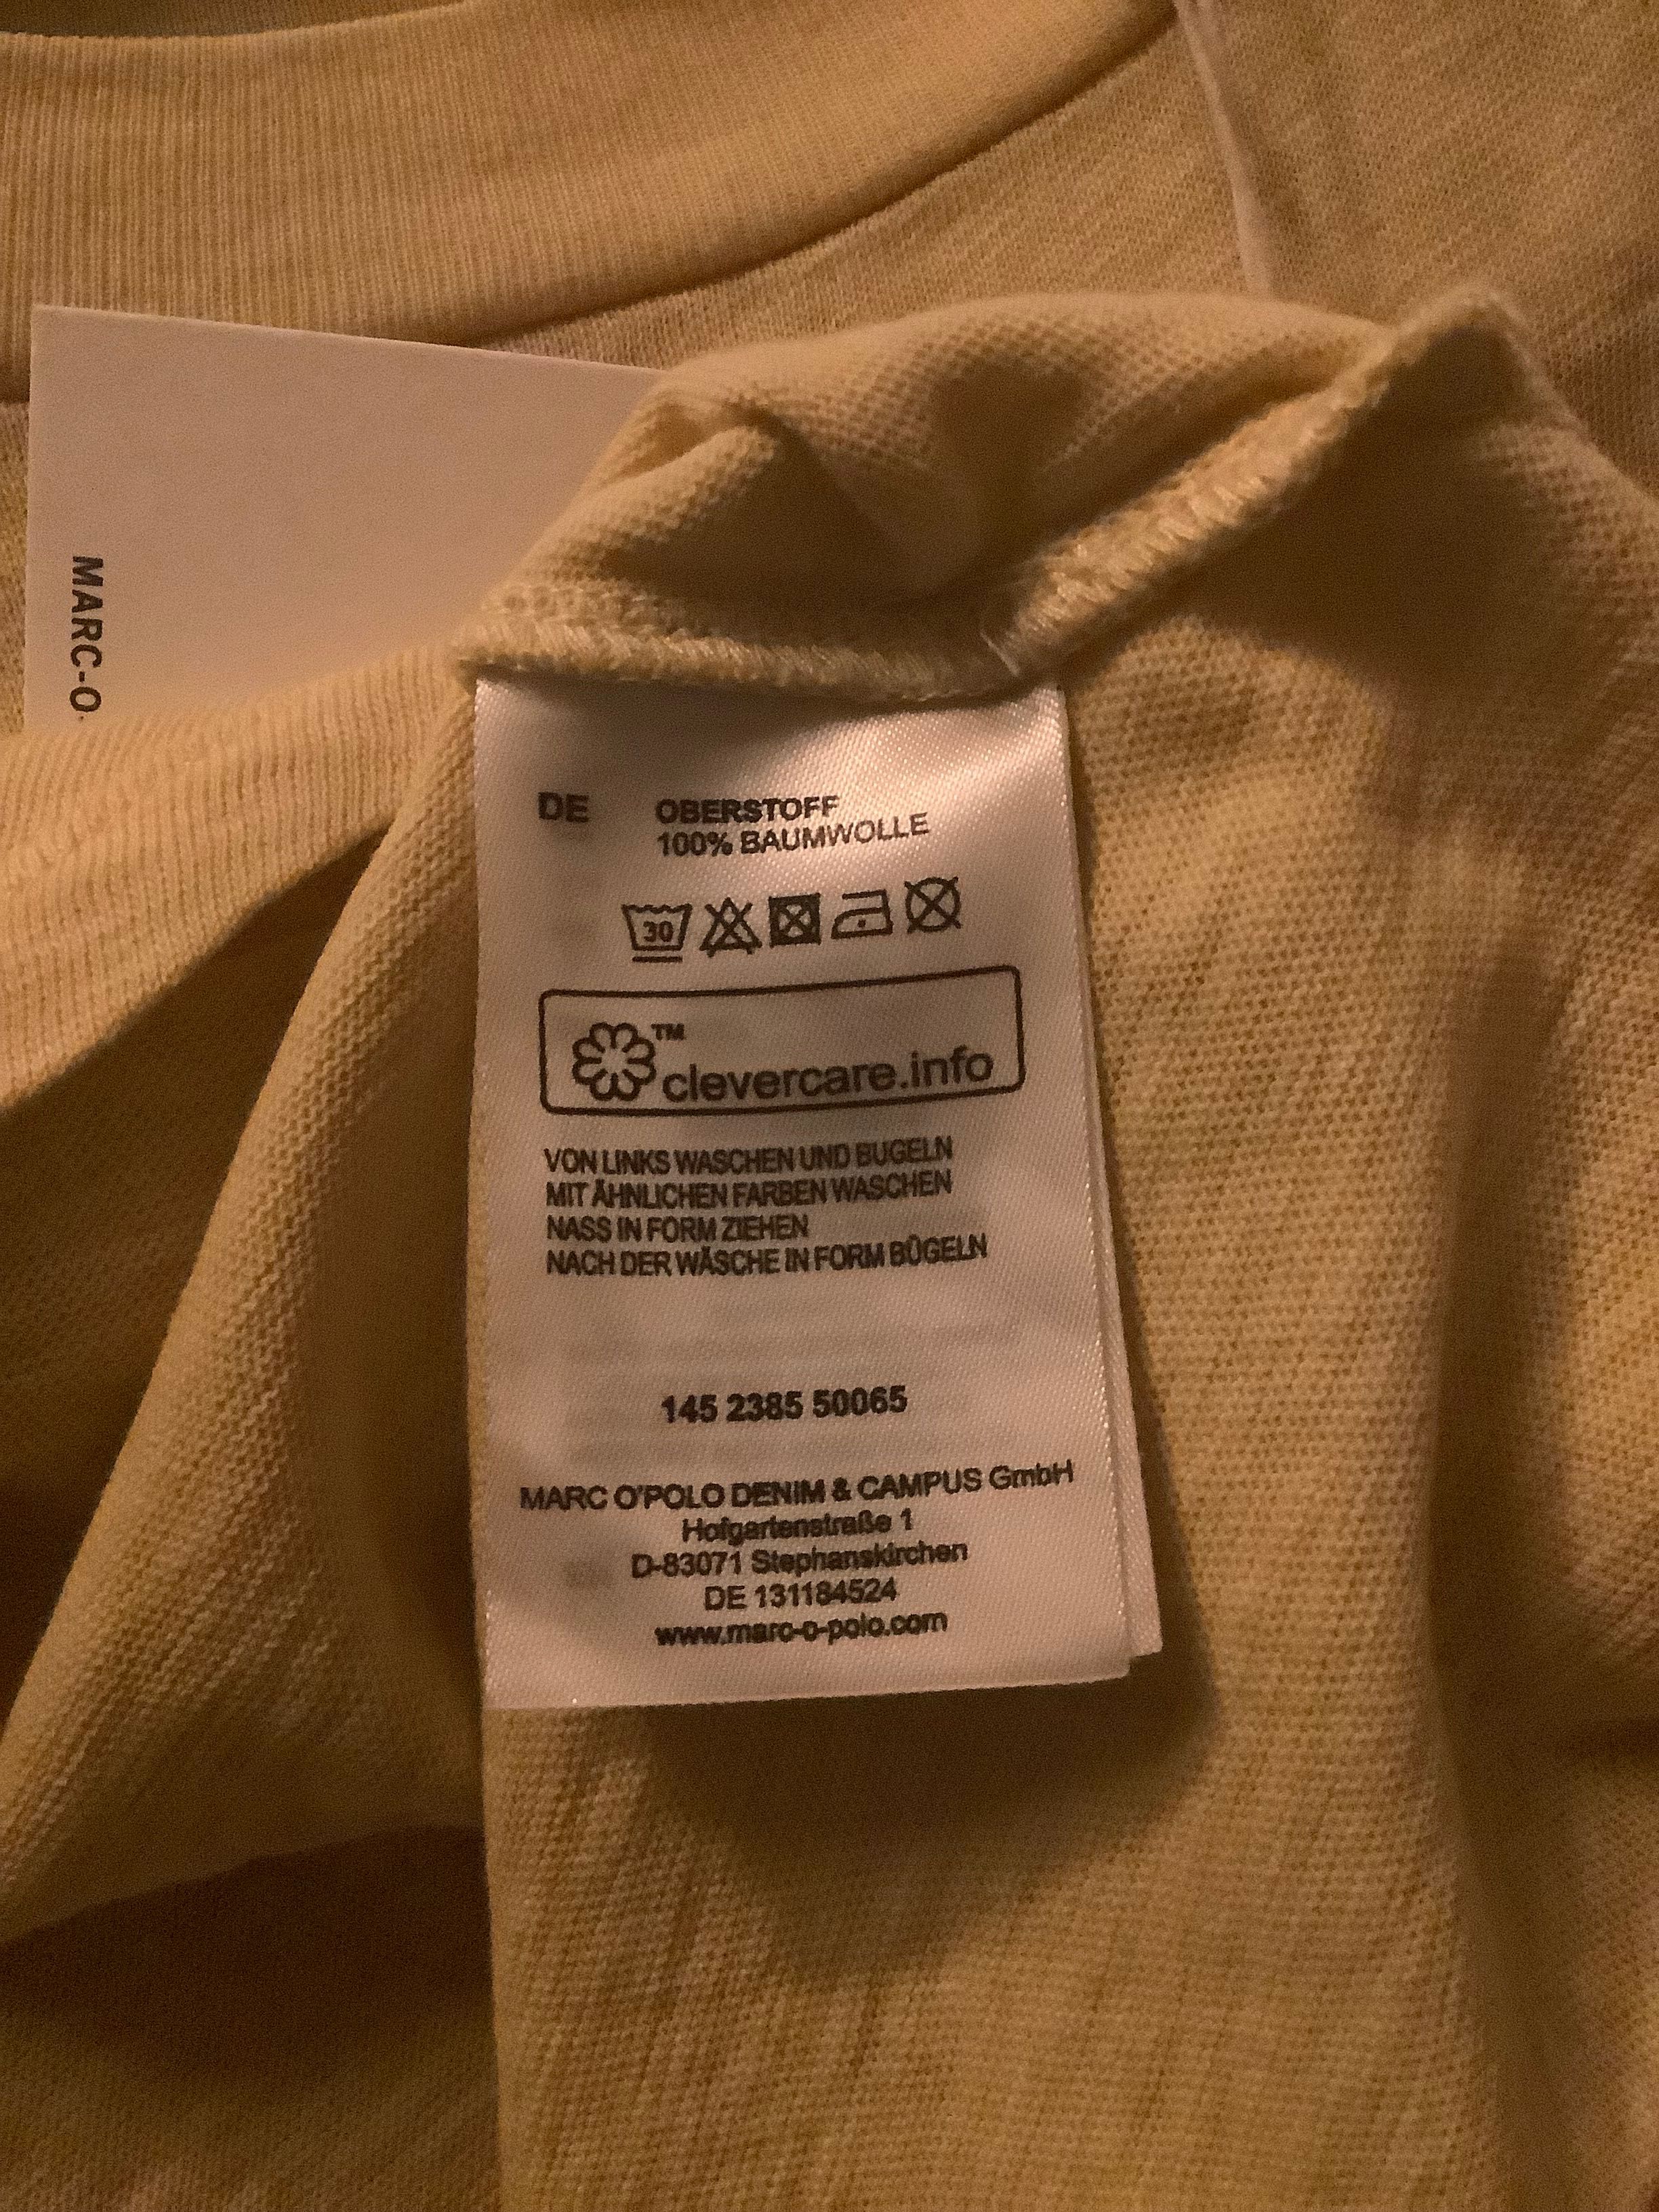 MARC-O
DE OBERSTOFF
100% BAUMWOLLE
30
TM
clevercare.info
VON LINKS WASCHEN UND BÜGELN
MIT ÄHNLICHEN FARBEN WASCHEN
NASS IN FORM ZIEHEN
NACH DER WÄSCHE IN FORM BÜGELN
145 2385 50065
MARC O'POLO DENIM & CAMPUS GmbH
Hofgartenstraße 1
D-83071 Stephanskirchen
DE 131184524
www.marc-o-polo.com